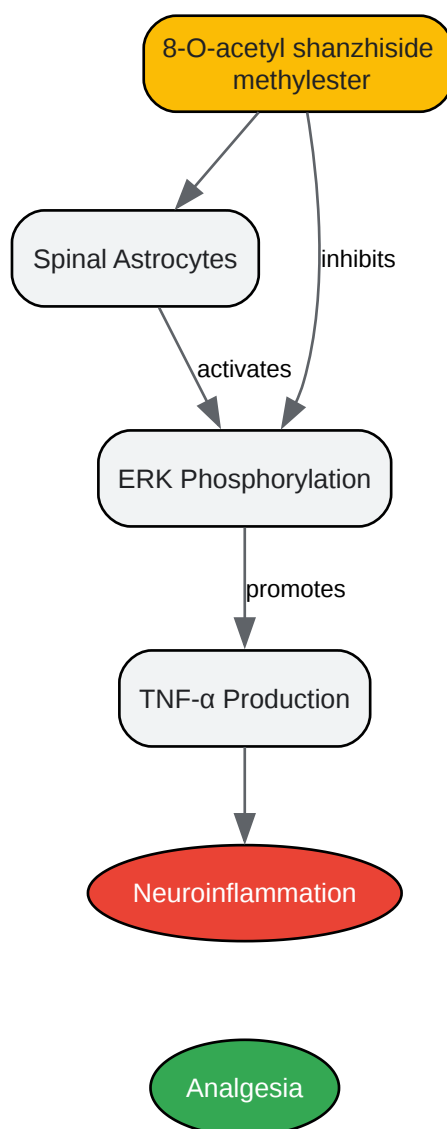 8-O-acetyl shanzhiside
methylester
Spinal Astrocytes
inhibits
activates
ERK Phosphorylation
promotes
TNF-α Production
Neuroinflammation
Analgesia